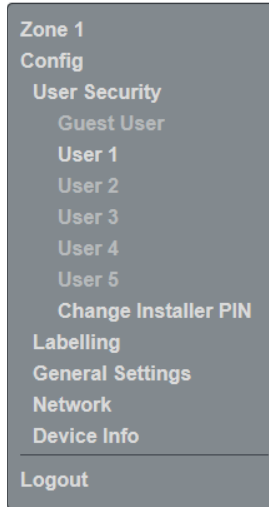 Zone 1
Config
User Security
Guest User
User 1
User 2
User 3
User 4
User 5
Change Installer PIN
Labelling
General Settings
Network
Device Info
Logout